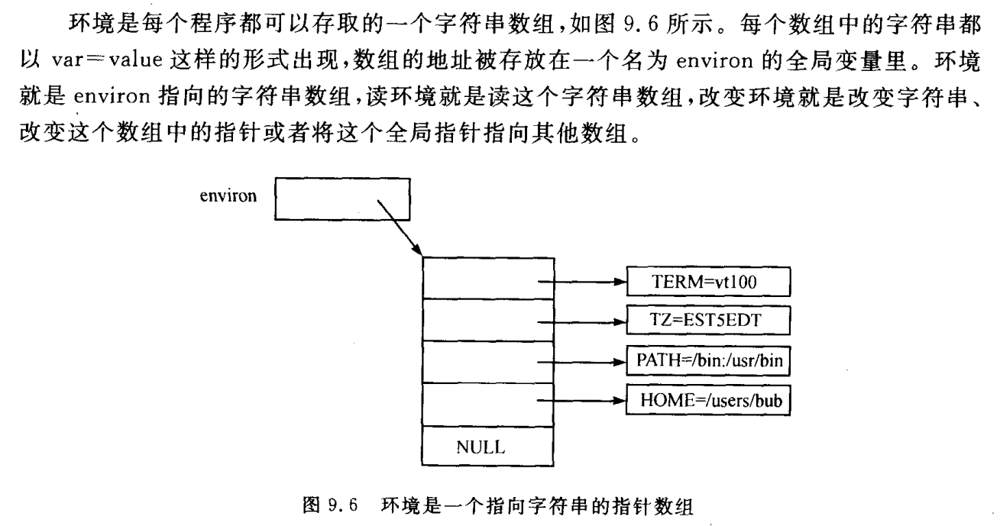 环境是每个程序都可以存取的一个字符串数组,如图 9.6 所示。每个数组中的字符串都
以 var=value 这样的形式出现,数组的地址被存放在一个名为 environ 的全局变量里。环境
就是 environ 指向的字符串数组,读环境就是读这个字符串数组,改变环境就是改变字符串、
改变这个数组中的指针或者将这个全局指针指向其他数组。
environ
TERM=vt100
TZ=EST5EDT
PATH=/bin:/usr/bin
HOME=/users/bub
NULL
图 9.6 环境是一个指向字符串的指针数组